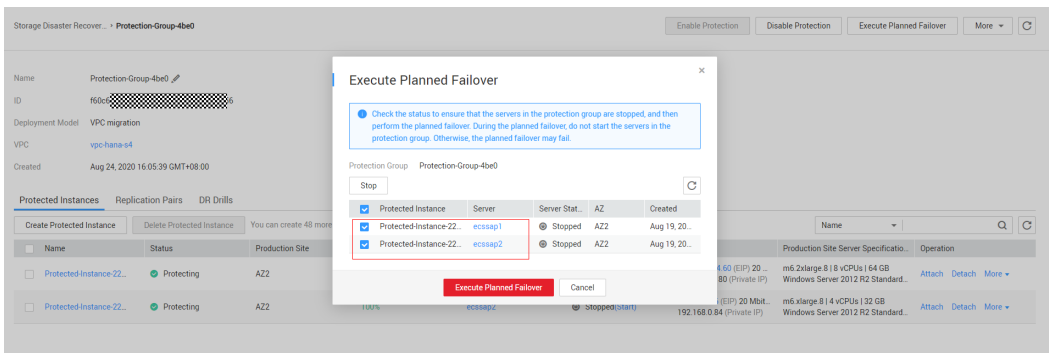 Storage Disaster Recover... › Protection-Group-4be0
Enable Protection Disable Protection Execute Planned Failover More
Name Protection-Group-4be0
ID f60c
Deployment Model VPC migration
VPC vpc-hana-s4
Created Aug 24, 2020 16:05:39 GMT+08:00
Protected Instances Replication Pairs DR Drills
Create Protected Instance Delete Protected Instance You can create 48 more
Name
Name Status Production Site Production Site Server Specificatio... Operation
Protected-Instance-22... Protecting AZ2 4.60 (EIP) 20 ... m6.2xlarge.8 | 8 vCPUs | 64 GB Attach Detach More
80 (Private IP) Windows Server 2012 R2 Standard...
Protected-Instance-22... Protecting AZ2 100% ecssap2 Stopped(Start) (EIP) 20 Mbit... m6.xlarge.8 | 4 vCPUs | 32 GB Attach Detach More
192.168.0.84 (Private IP) Windows Server 2012 R2 Standard...
Execute Planned Failover
Check the status to ensure that the servers in the protection group are stopped, and then
perform the planned failover. During the planned failover, do not start the servers in the
protection group. Otherwise, the planned failover may fail.
Protection Group Protection-Group-4be0
Stop
Protected Instance Server Server Stat... AZ Created
Protected-Instance-22... ecssap1 Stopped AZ2 Aug 19, 20...
Protected-Instance-22... ecssap2 Stopped AZ2 Aug 19, 20...
Execute Planned Failover Cancel